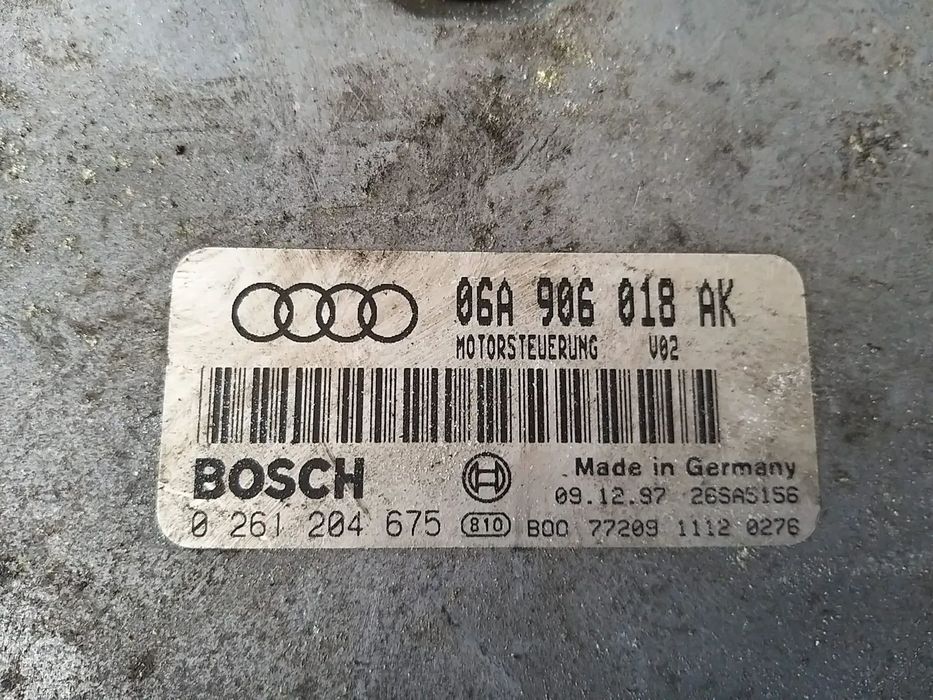 06A 906 018 AK
MOTORSTEUERUNG V02
BOSCH
Made in Germany
09.12.97 26SA5156
0 261 204 675 810 B00 77209 1112 0276